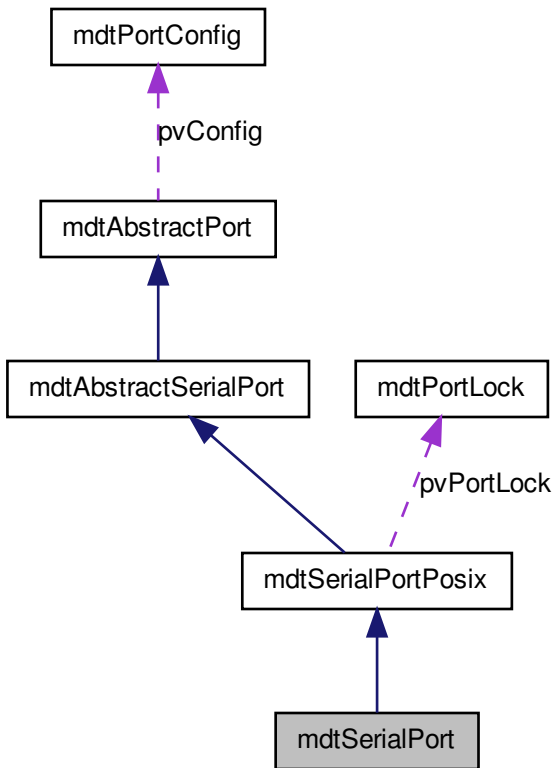 mdtPortConfig
pvConfig
mdtAbstractPort
mdtAbstractSerialPort
mdtPortLock
pvPortLock
mdtSerialPortPosix
mdtSerialPort